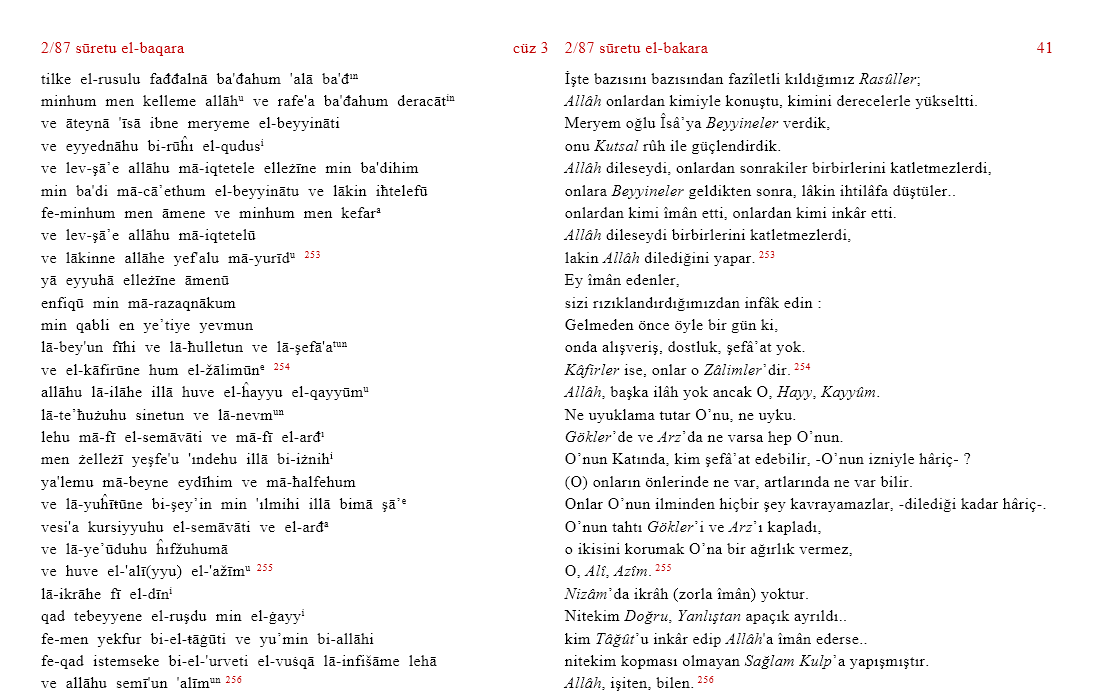 2/87 sūretu el-baqara cüz 3
tilke el-rusulu fađđalnā ba'đahum 'alā ba'đⁱⁿ
minhum men kelleme allāhᵘ ve rafe'a ba'đahum deracātⁱⁿ
ve āteynā 'īsā ibne meryeme el-beyyināti
ve eyyednāhu bi-rūĥı el-qudusⁱ
ve lev-şā’e allāhu mā-iqtetele elleżīne min ba'dihim
min ba'di mā-cā’ethum el-beyyinātu ve lākin iħtelefū
fe-minhum men āmene ve minhum men kefarᵃ
ve lev-şā’e allāhu mā-iqtetelū
ve lākinne allāhe yef'alu mā-yurīdᵘ 253
yā eyyuhā elleżīne āmenū
enfiqū min mā-razaqnākum
min qabli en ye’tiye yevmun
lā-bey'un fīhi ve lā-ħulletun ve lā-şefā'aᵗᵘⁿ
ve el-kāfirūne hum el-žālimūnᵉ 254
allāhu lā-ilāhe illā huve el-ĥayyu el-qayyūmᵘ
lā-te’ħużuhu sinetun ve lā-nevmᵘⁿ
lehu mā-fī el-semāvāti ve mā-fī el-arđᶦ
men żelleżī yeşfe'u 'ındehu illā bi-iżnihⁱ
ya'lemu mā-beyne eydīhim ve mā-ħalfehum
ve lā-yuĥīŧūne bi-şey’in min 'ılmihi illā bimā şā’ᵉ
vesi'a kursiyyuhu el-semāvāti ve el-arđᵃ
ve lā-ye’ūduhu ĥıfžuhumā
ve huve el-'alī(yyu) el-'ažīmᵘ 255
lā-ikrāhe fī el-dīnⁱ
qad tebeyyene el-ruşdu min el-ġayyⁱ
fe-men yekfur bi-el-ŧāġūti ve yu’min bi-allāhi
fe-qad istemseke bi-el-'urveti el-vuŝqā lā-infišāme lehā
ve allāhu semī'un 'alīmᵘⁿ 256
2/87 sūretu el-bakara 41
İşte bazısını bazısından fazîletli kıldığımız Rasûller;
Allâh onlardan kimiyle konuştu, kimini derecelerle yükseltti.
Meryem oğlu Îsâ’ya Beyyineler verdik,
onu Kutsal rûh ile güçlendirdik.
Allâh dileseydi, onlardan sonrakiler birbirlerini katletmezlerdi,
onlara Beyyineler geldikten sonra, lâkin ihtilâfa düştüler..
onlardan kimi îmân etti, onlardan kimi inkâr etti.
Allâh dileseydi birbirlerini katletmezlerdi,
lakin Allâh dilediğini yapar. 253
Ey îmân edenler,
sizi rızıklandırdığımızdan infâk edin :
Gelmeden önce öyle bir gün ki,
onda alışveriş, dostluk, şefâ’at yok.
Kâfirler ise, onlar o Zâlimler’dir. 254
Allâh, başka ilâh yok ancak O, Hayy, Kayyûm.
Ne uyuklama tutar O’nu, ne uyku.
Gökler’de ve Arz’da ne varsa hep O’nun.
O’nun Katında, kim şefâ’at edebilir, -O’nun izniyle hâriç- ?
(O) onların önlerinde ne var, artlarında ne var bilir.
Onlar O’nun ilminden hiçbir şey kavrayamazlar, -dilediği kadar hâriç-.
O’nun tahtı Gökler’i ve Arz’ı kapladı,
o ikisini korumak O’na bir ağırlık vermez,
O, Alî, Azîm. 255
Nizâm’da ikrâh (zorla îmân) yoktur.
Nitekim Doğru, Yanlıştan apaçık ayrıldı..
kim Tâğût’u inkâr edip Allâh'a îmân ederse..
nitekim kopması olmayan Sağlam Kulp’a yapışmıştır.
Allâh, işiten, bilen. 256